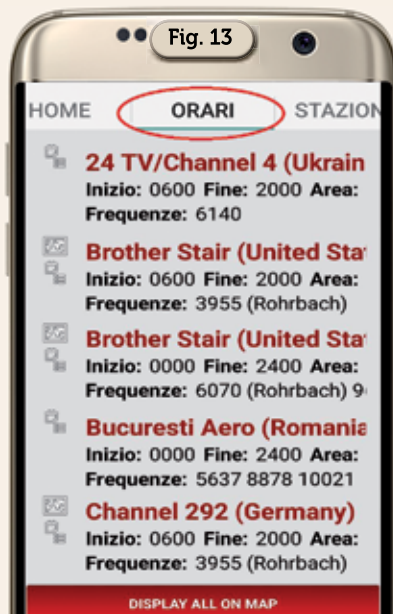 Fig. 13
HOME ORARI STAZION
24 TV/Channel 4 (Ukrain
Inizio: 0600 Fine: 2000 Area:
Frequenze: 6140
Brother Stair (United Sta
Inizio: 0600 Fine: 2000 Area:
Frequenze: 3955 (Rohrbach)
Brother Stair (United Sta
Inizio: 0000 Fine: 2400 Area:
Frequenze: 6070 (Rohrbach) 9
Bucuresti Aero (Romania
Inizio: 0000 Fine: 2400 Area:
Frequenze: 5637 8878 10021
Channel 292 (Germany)
Inizio: 0600 Fine: 2000 Area:
Frequenze: 3955 (Rohrbach)
DISPLAY ALL ON MAP